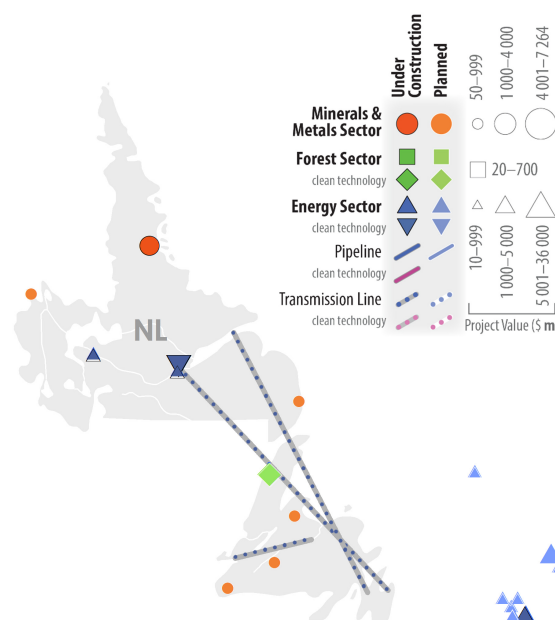 Under
Construction
Planned
50–999
1 000–4 000
4 001–7 264
Minerals &
Metals Sector
Forest Sector
clean technology
20–700
Energy Sector
clean technology
Pipeline
clean technology
Transmission Line
clean technology
10–999
1 000–5 000
5 001–36 000
Project Value ($ m
NL